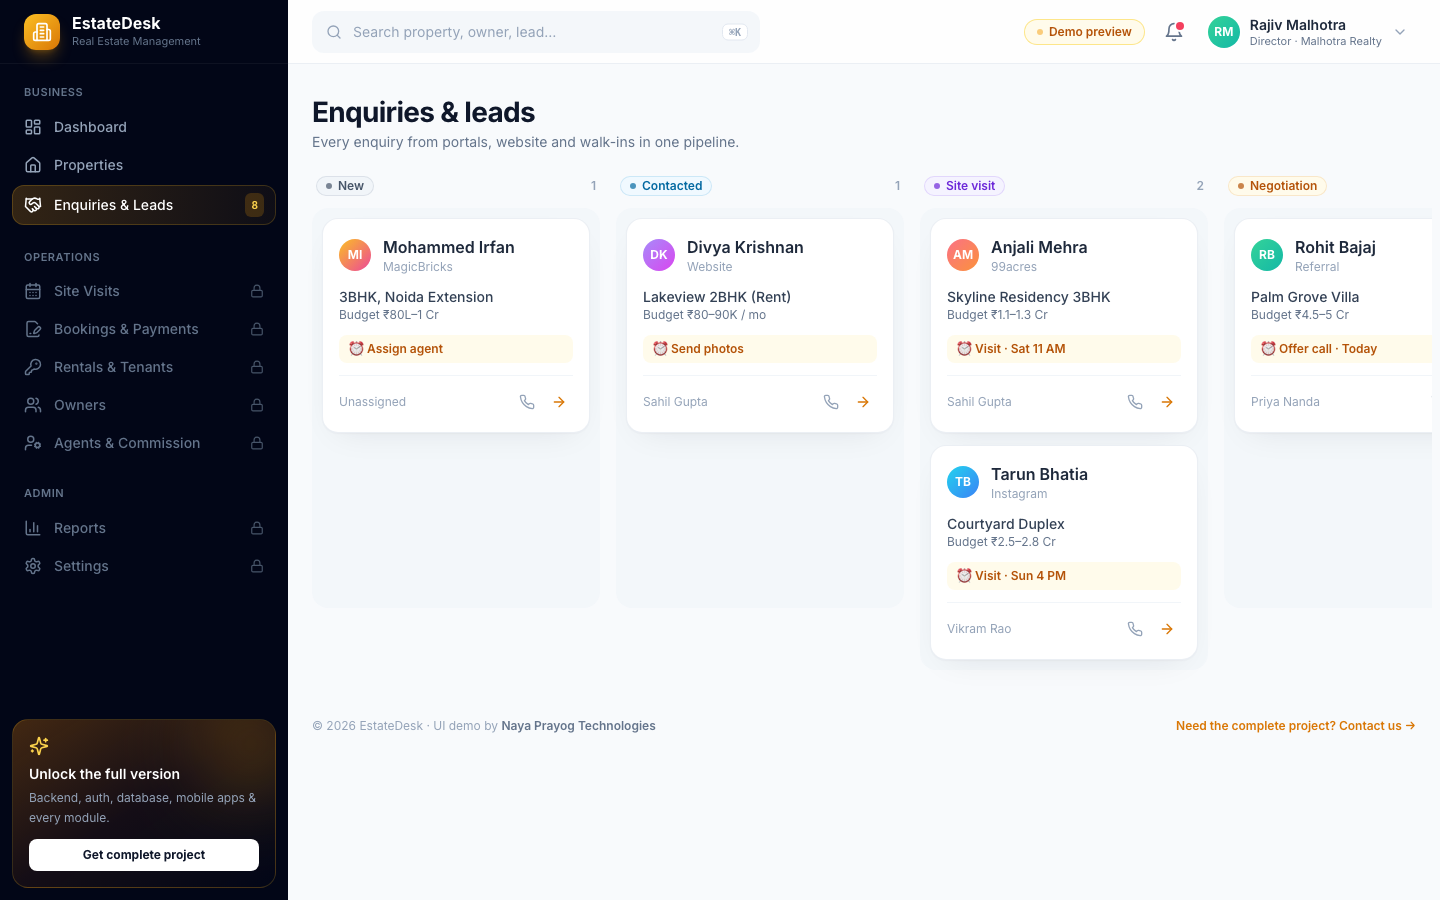 EstateDesk
Real Estate Management
Search property, owner, lead...
⌘K
Demo preview
RM
Rajiv Malhotra
Director · Malhotra Realty
BUSINESS
Dashboard
Properties
Enquiries & Leads
8
OPERATIONS
Site Visits
Bookings & Payments
Rentals & Tenants
Owners
Agents & Commission
ADMIN
Reports
Settings
Unlock the full version
Backend, auth, database, mobile apps &
every module.
Get complete project
Enquiries & leads
Every enquiry from portals, website and walk-ins in one pipeline.
New
1
MI
Mohammed Irfan
MagicBricks
3BHK, Noida Extension
Budget ₹80L–1 Cr
⏰ Assign agent
Unassigned
→
Contacted
1
DK
Divya Krishnan
Website
Lakeview 2BHK (Rent)
Budget ₹80–90K / mo
⏰ Send photos
Sahil Gupta
→
Site visit
2
AM
Anjali Mehra
99acres
Skyline Residency 3BHK
Budget ₹1.1–1.3 Cr
⏰ Visit · Sat 11 AM
Sahil Gupta
→
TB
Tarun Bhatia
Instagram
Courtyard Duplex
Budget ₹2.5–2.8 Cr
⏰ Visit · Sun 4 PM
Vikram Rao
→
Negotiation
RB
Rohit Bajaj
Referral
Palm Grove Villa
Budget ₹4.5–5 Cr
⏰ Offer call · Today
Priya Nanda
© 2026 EstateDesk · UI demo by Naya Prayog Technologies
Need the complete project? Contact us →